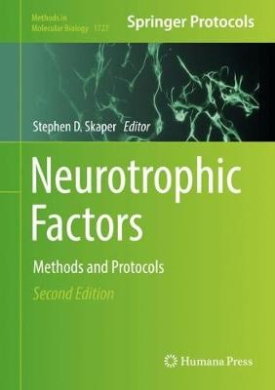 Methods in
Molecular Biology 1727
Springer Protocols
Stephen D. Skaper Editor
Neurotrophic
Factors
Methods and Protocols
Second Edition
Humana Press